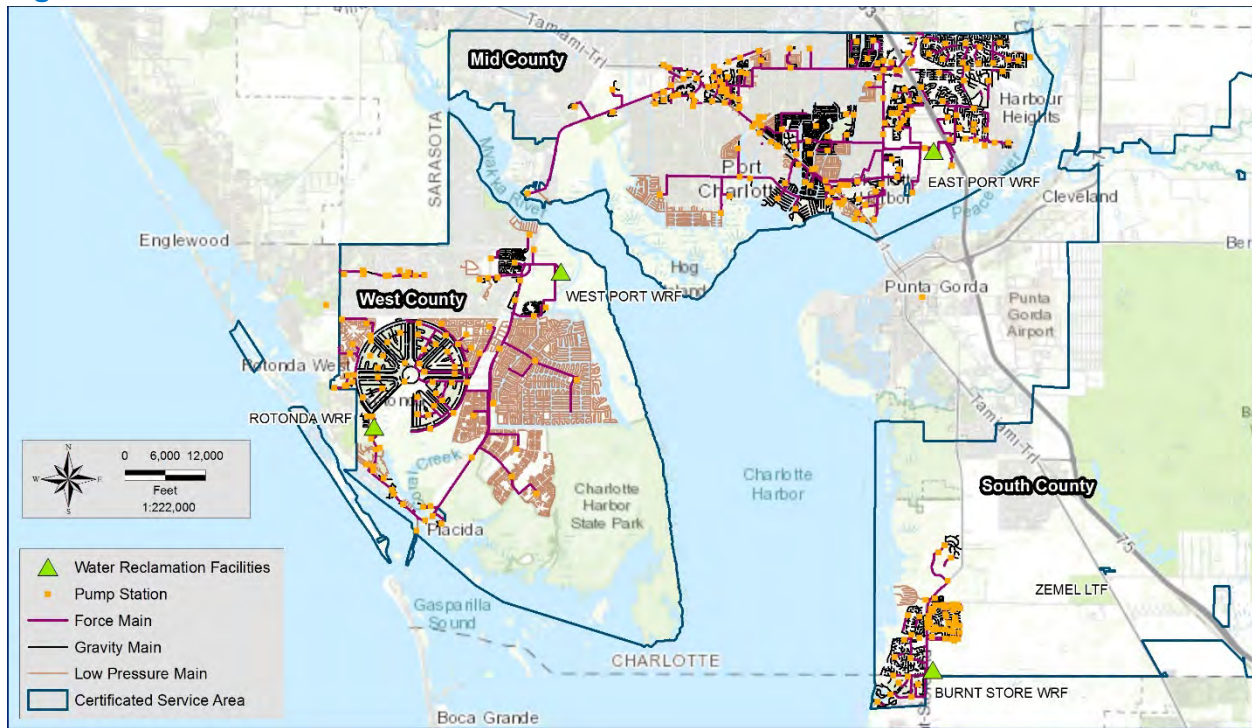 Mid County
Tamiami-Trl
Harbour
Heights
SARASOTA
Myakka
River
Port
Charlott
EAST PORT WRF
Peace River
Cleveland
Englewood
Hog
Island
WEST PORT WRF
West County
Punta Gorda
Punta
Gorda
Airport
Rotonda West
ROTONDA WRF
Creek
Tamiami-Trl
Charlotte
Harbor
South County
Charlotte
Harbor
State Park
Placida
75
ZEMEL LTF
Gasparilla
Sound
CHARLOTTE
BURNT STORE WRF
Boca Grande
N
W
E
S
0 6,000 12,000
Feet
1:222,000
Water Reclamation Facilities
Pump Station
Force Main
Gravity Main
Low Pressure Main
Certificated Service Area